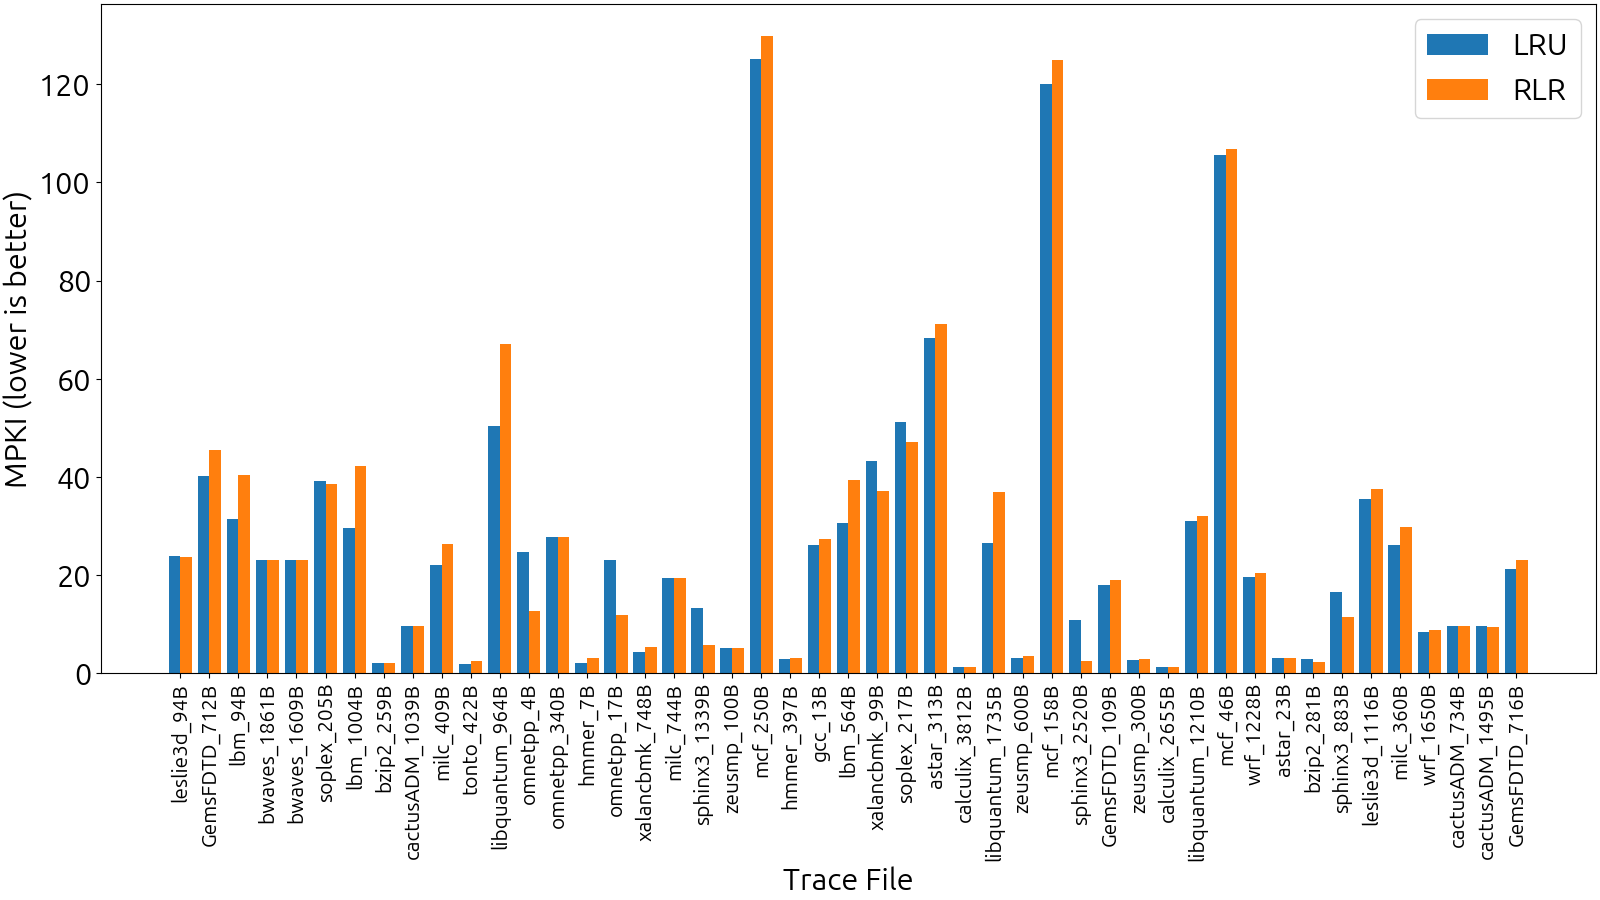 LRU
RLR
MPKI (lower is better)
120
100
80
60
40
20
0
leslie3d_94B
GemsFDTD_712B
lbm_94B
bwaves_1861B
bwaves_1609B
soplex_205B
lbm_1004B
bzip2_259B
cactusADM_1039B
milc_409B
tonto_422B
libquantum_964B
omnetpp_4B
omnetpp_340B
hmmer_7B
omnetpp_17B
xalancbmk_748B
milc_744B
sphinx3_1339B
zeusmp_100B
mcf_250B
hmmer_397B
gcc_13B
lbm_564B
xalancbmk_99B
soplex_217B
astar_313B
calculix_3812B
libquantum_1735B
zeusmp_600B
mcf_158B
sphinx3_2520B
GemsFDTD_109B
zeusmp_300B
calculix_2655B
libquantum_1210B
mcf_46B
wrf_1228B
astar_23B
bzip2_281B
sphinx3_883B
leslie3d_1116B
milc_360B
wrf_1650B
cactusADM_734B
cactusADM_1495B
GemsFDTD_716B
Trace File